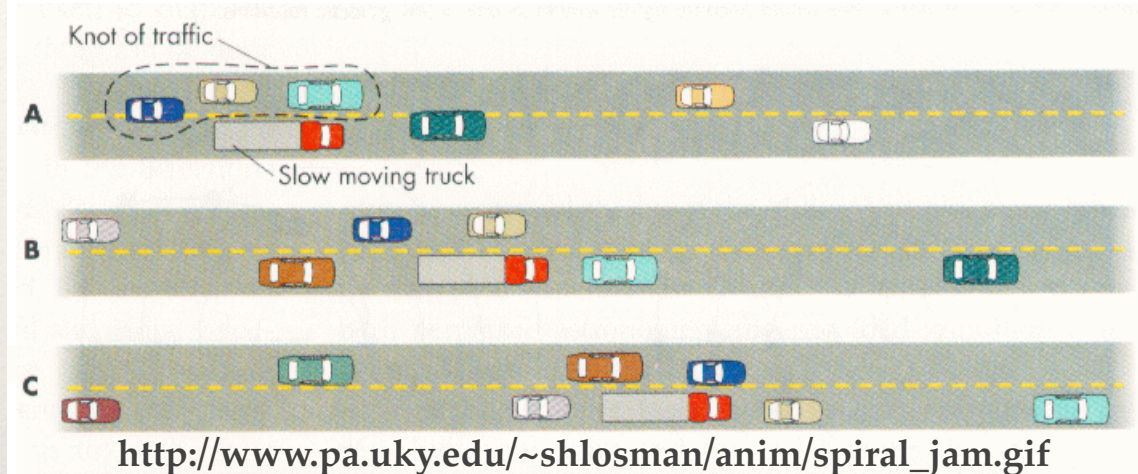 Knot of traffic
A
Slow moving truck
B
C
http://www.pa.uky.edu/~shlosman/anim/spiral_jam.gif